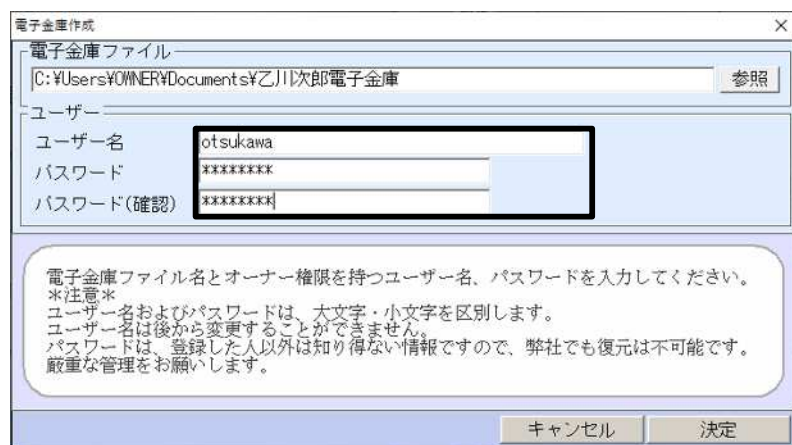 電子金庫作成
電子金庫ファイル
C:¥Users¥OWNER¥Documents¥乙川次郎電子金庫 参照
ユーザー
ユーザー名 otsukawa
パスワード ********
パスワード(確認) ********
電子金庫ファイル名とオーナー権限を持つユーザー名、パスワードを入力してください。
*注意*
ユーザー名およびパスワードは、大文字・小文字を区別します。
ユーザー名は後から変更することができません。
パスワードは、登録した人以外は知り得ない情報ですので、弊社でも復元は不可能です。
厳重な管理をお願いします。
キャンセル 決定